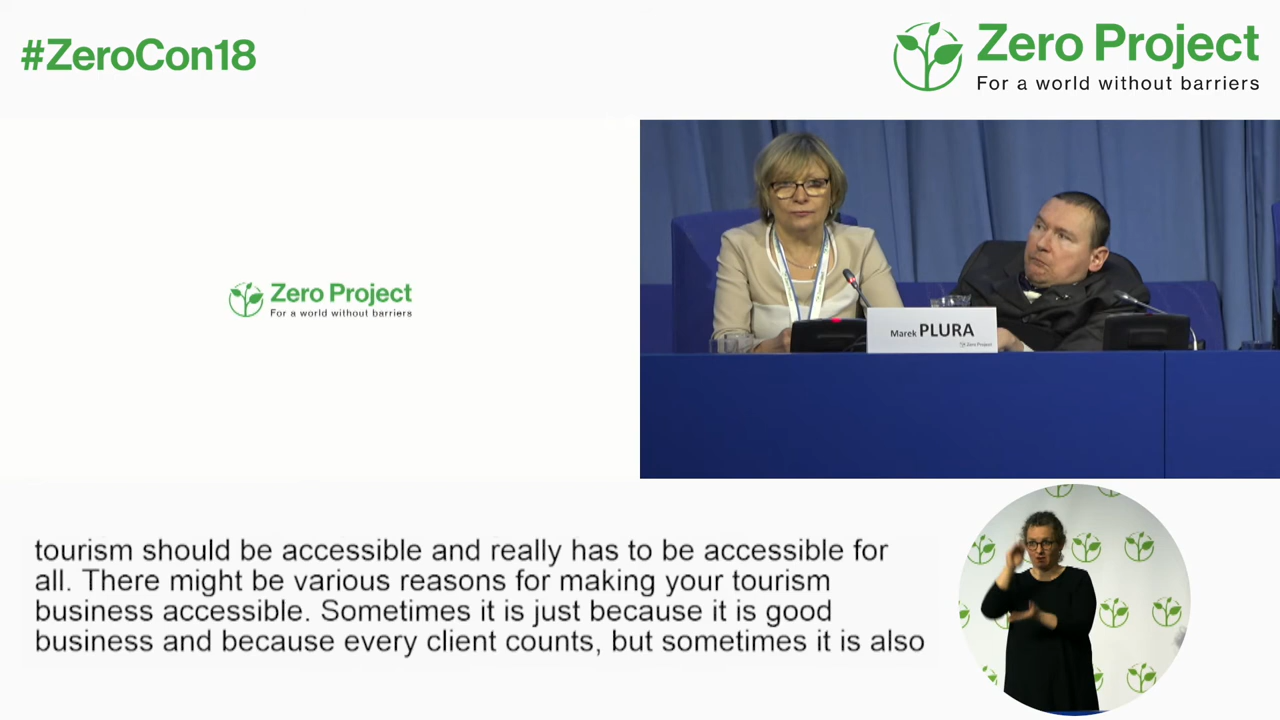 #ZeroCon18
Zero Project
For a world without barriers
Zero Project
For a world without barriers
Marek PLURA
Zero Project
tourism should be accessible and really has to be accessible for
all. There might be various reasons for making your tourism
business accessible. Sometimes it is just because it is good
business and because every client counts, but sometimes it is also